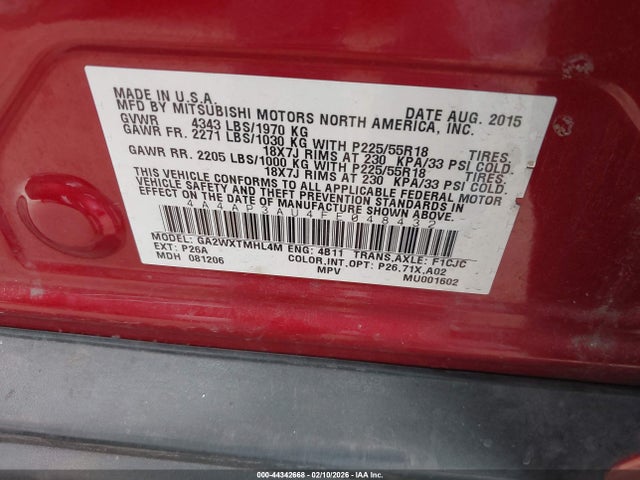 MADE IN U.S.A. DATE AUG. 2015
MFD BY MITSUBISHI MOTORS NORTH AMERICA, INC.
GVWR 4343 LBS/1970 KG
GAWR FR. 2271 LBS/1030 KG WITH P225/55R18 TIRES.
18X7J RIMS AT 230 KPA/33 PSI COLD.
GAWR RR. 2205 LBS/1000 KG WITH P225/55R18 TIRES.
18X7J RIMS AT 230 KPA/33 PSI COLD.
THIS VEHICLE CONFORMS TO ALL APPLICABLE FEDERAL MOTOR
VEHICLE SAFETY AND THEFT PREVENTION STANDARDS IN
EFFECT ON THE DATE OF MANUFACTURE SHOWN ABOVE.
4A4AP3AU4FE048432
MODEL: GA2WXTMHL4M ENG: 4B11 TRANS,AXLE: F1CJC
EXT: P26A COLOR.INT.OPT: P26.71X.A02
MDH 081206 MPV MU001602
000-44342668 - 02/10/2026 - IAA Inc.